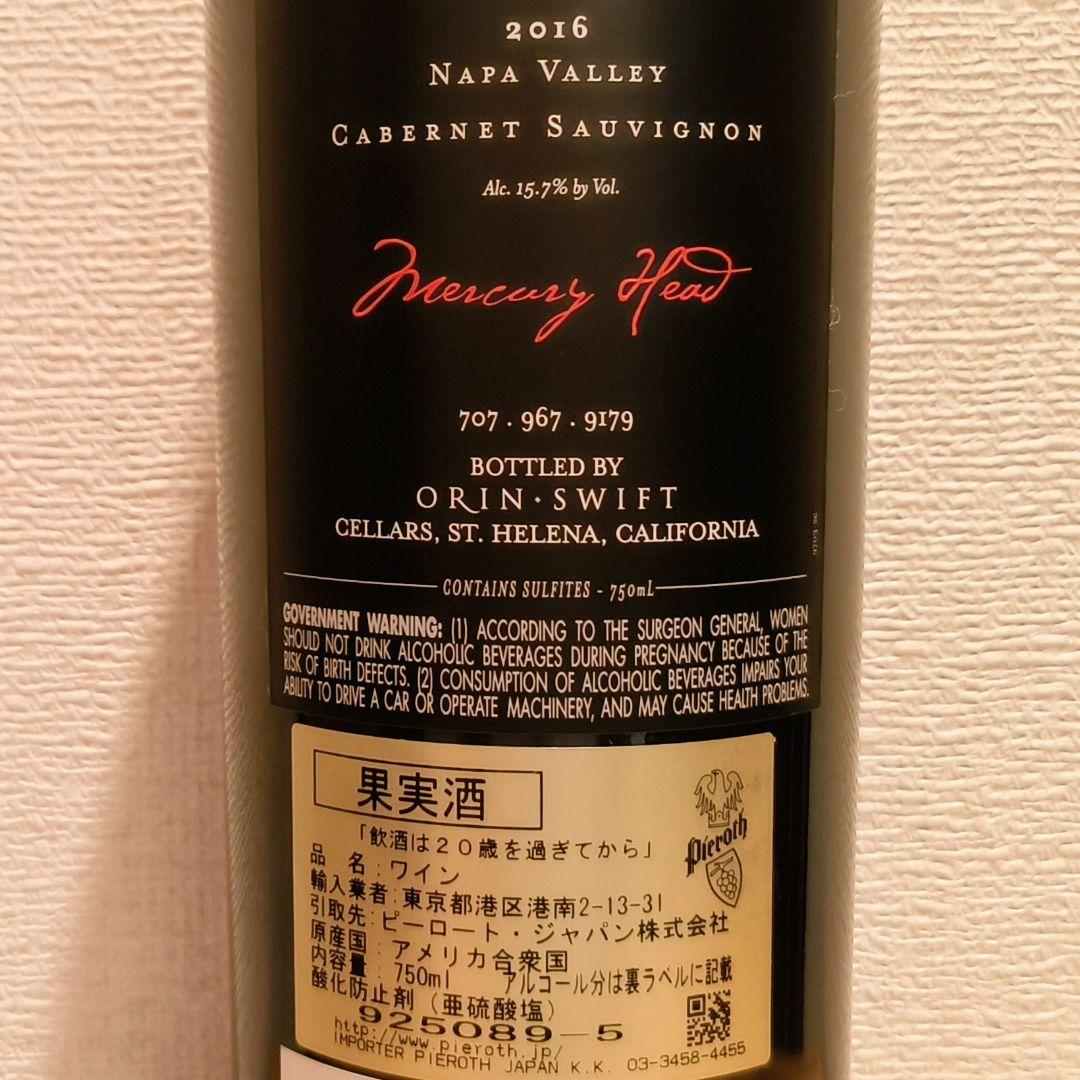 2016
NAPA VALLEY
CABERNET SAUVIGNON
Alc. 15.7% by Vol.
Mercury Head
707 . 967 . 9179
BOTTLED BY
ORIN · SWIFT
CELLARS, ST. HELENA, CALIFORNIA
CONTAINS SULFITES - 750mL
GOVERNMENT WARNING: (1) ACCORDING TO THE SURGEON GENERAL, WOMEN
SHOULD NOT DRINK ALCOHOLIC BEVERAGES DURING PREGNANCY BECAUSE OF THE
RISK OF BIRTH DEFECTS. (2) CONSUMPTION OF ALCOHOLIC BEVERAGES IMPAIRS YOUR
ABILITY TO DRIVE A CAR OR OPERATE MACHINERY, AND MAY CAUSE HEALTH PROBLEMS.
果実酒
Pieroth
「飲酒は20歳を過ぎてから」
品 名:ワイン
輸入業者:東京都港区港南2-13-31
引取先:ピーロート・ジャパン株式会社
原産国:アメリカ合衆国
内容量:750ml アルコール分は裏ラベルに記載
酸化防止剤(亜硫酸塩)
925089-5
http://www.pieroth.jp/
IMPORTER PIEROTH JAPAN K.K. 03-3458-4455